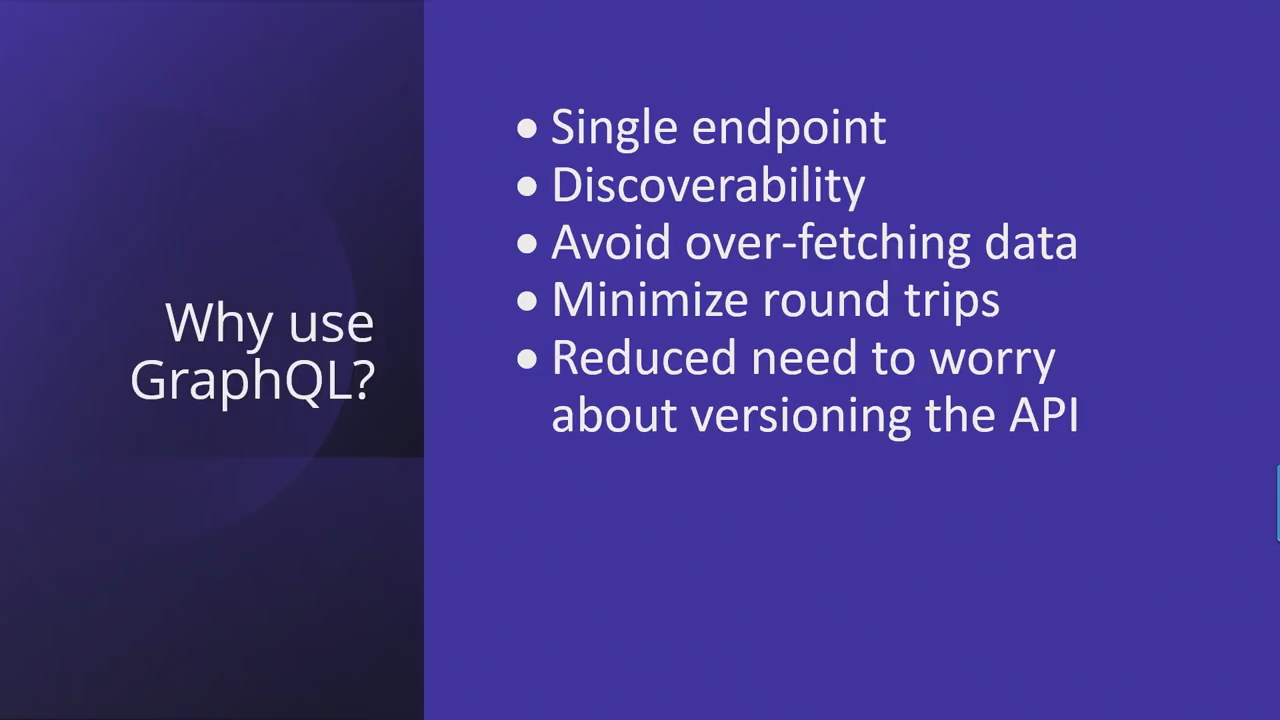 Why use
GraphQL?
• Single endpoint
• Discoverability
• Avoid over-fetching data
• Minimize round trips
• Reduced need to worry
about versioning the API